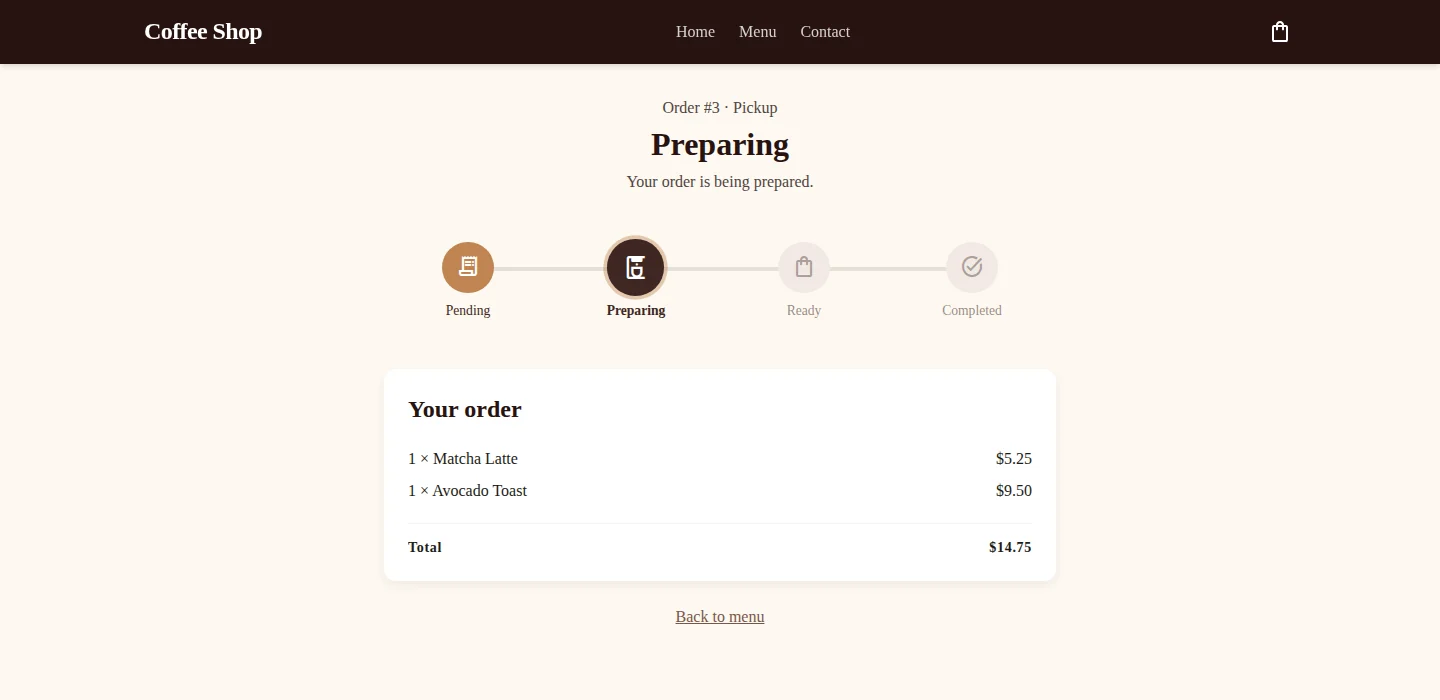 Coffee Shop
Home Menu Contact
Order #3 · Pickup
Preparing
Your order is being prepared.
Pending Preparing Ready Completed
Your order
1 × Matcha Latte $5.25
1 × Avocado Toast $9.50
Total $14.75
Back to menu